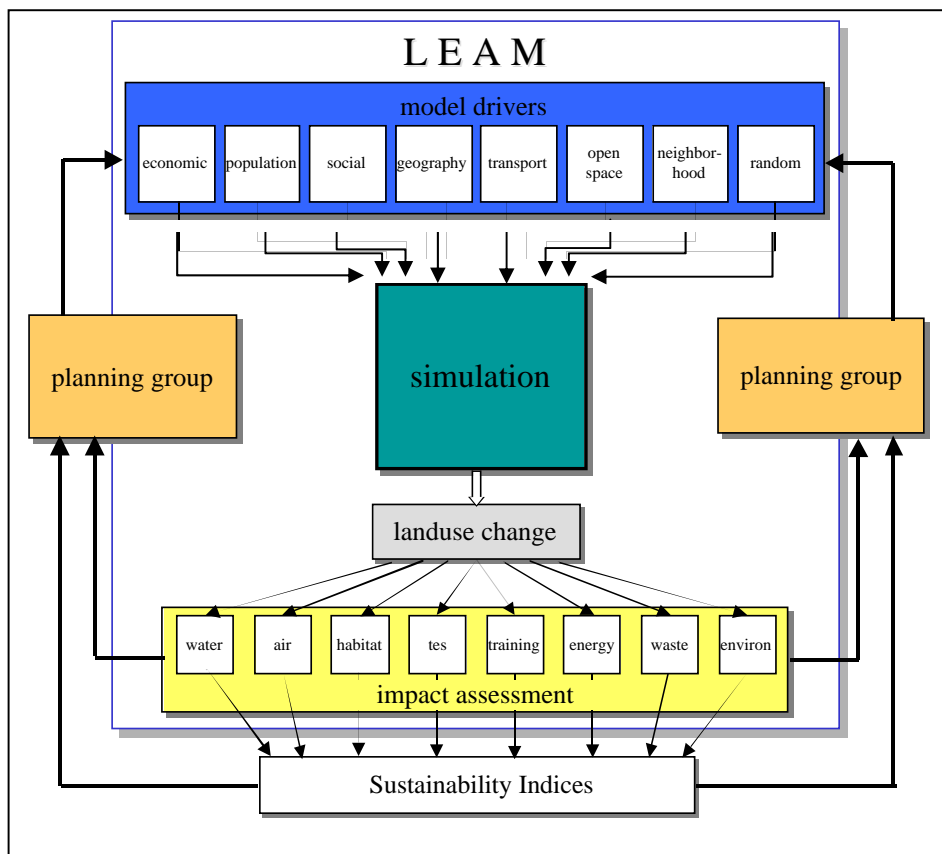 L E A M
model drivers
economic
population
social
geography
transport
open
space
neighbor-
hood
random
planning group
simulation
planning group
landuse change
water
air
habitat
tes
training
energy
waste
environ
impact assessment
Sustainability Indices